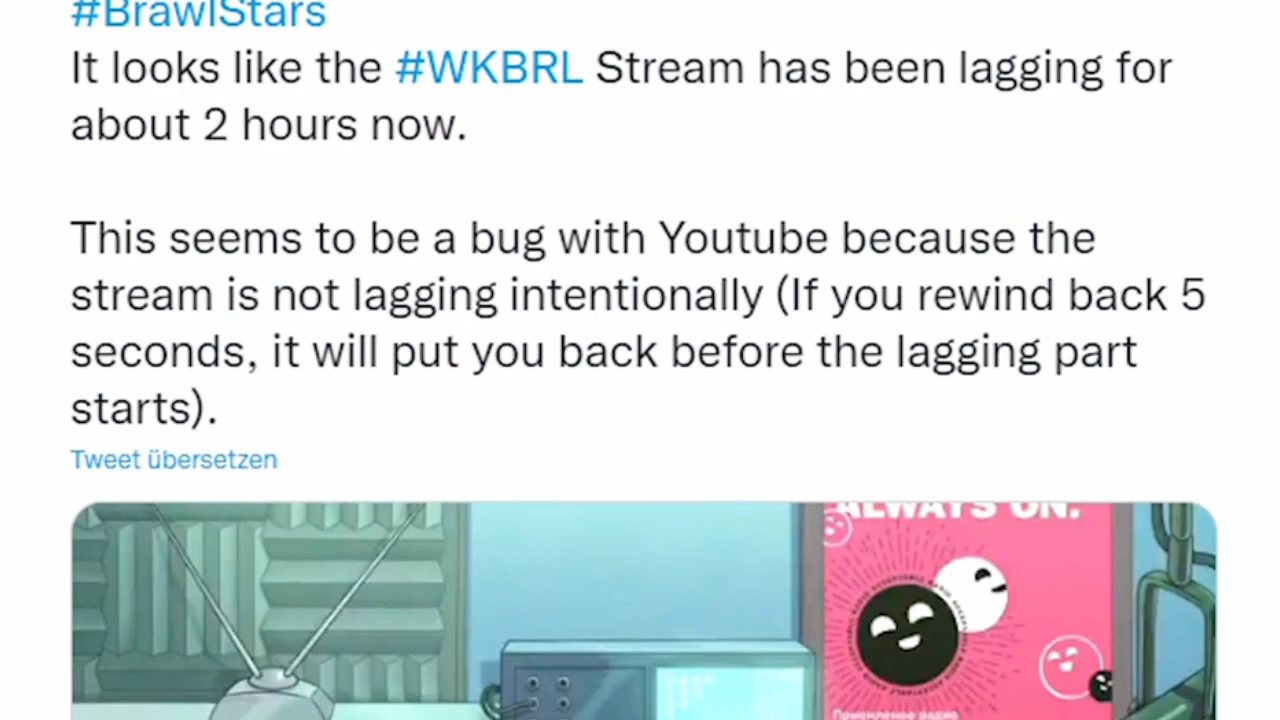 #BrawlStars
It looks like the #WKBRL Stream has been lagging for
about 2 hours now.
This seems to be a bug with Youtube because the
stream is not lagging intentionally (If you rewind back 5
seconds, it will put you back before the lagging part
starts).
Tweet übersetzen
ALWAYS ON.